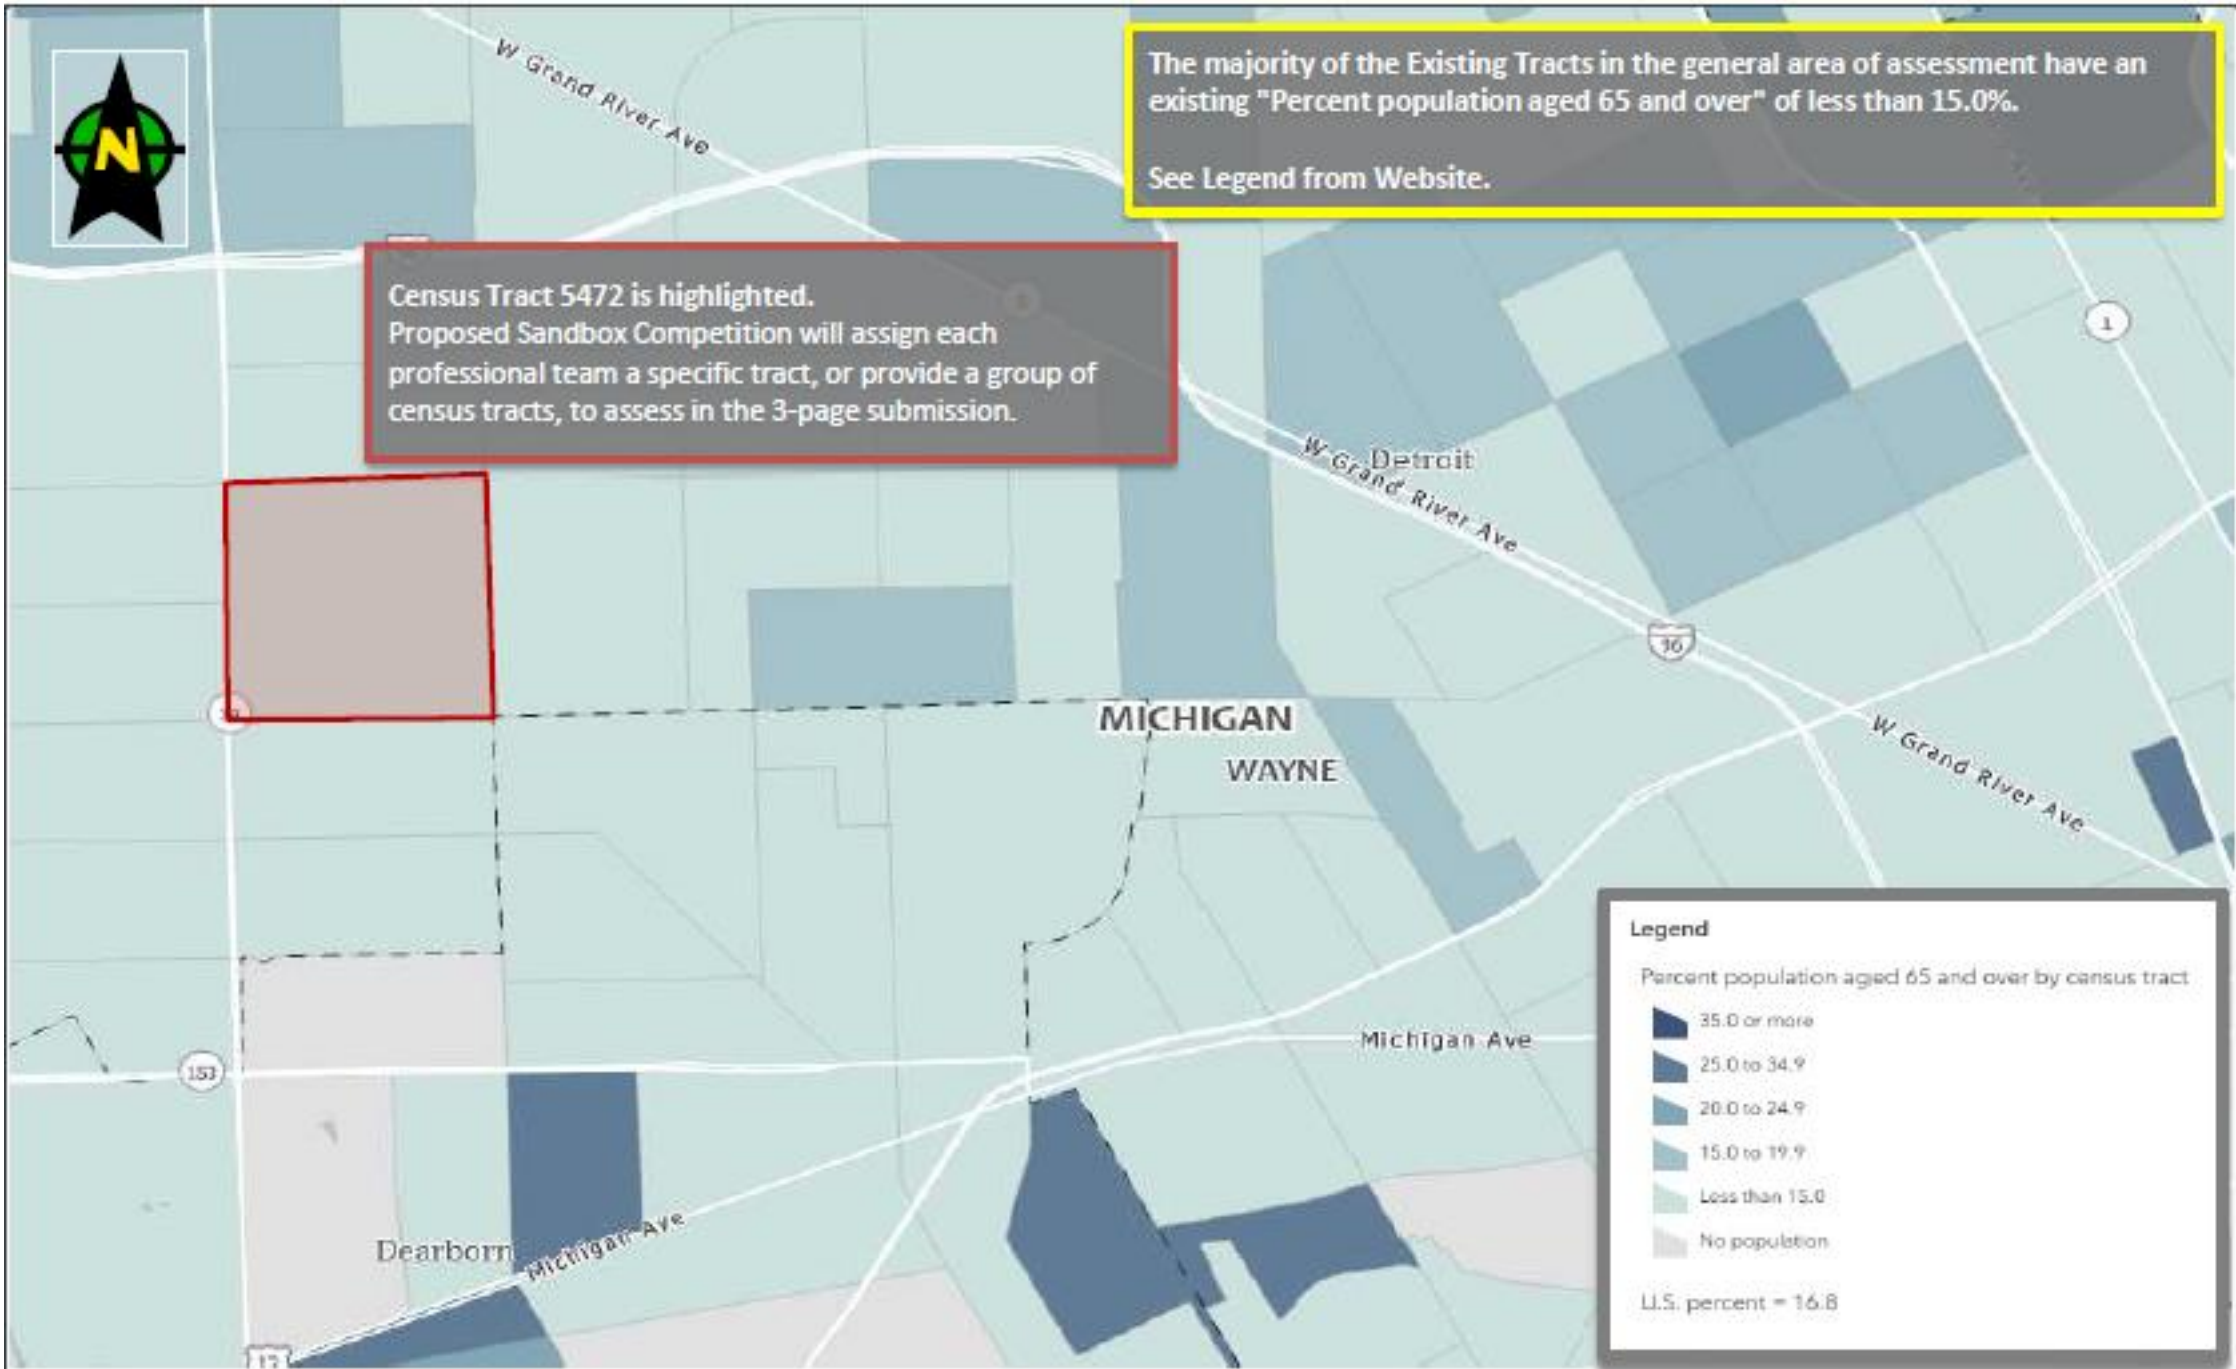 N
W Grand River Ave
The majority of the Existing Tracts in the general area of assessment have an
existing "Percent population aged 65 and over" of less than 15.0%.
See Legend from Website.
Census Tract 5472 is highlighted.
Proposed Sandbox Competition will assign each
professional team a specific tract, or provide a group of
census tracts, to assess in the 3-page submission.
1
W Grand River Ave
Detroit
96
MICHIGAN
WAYNE
W Grand River Ave
153
Michigan Ave
Dearborn
Michigan Ave
12
Legend
Percent population aged 65 and over by census tract
35.0 or more
25.0 to 34.9
20.0 to 24.9
15.0 to 19.9
Less than 15.0
No population
U.S. percent = 16.8